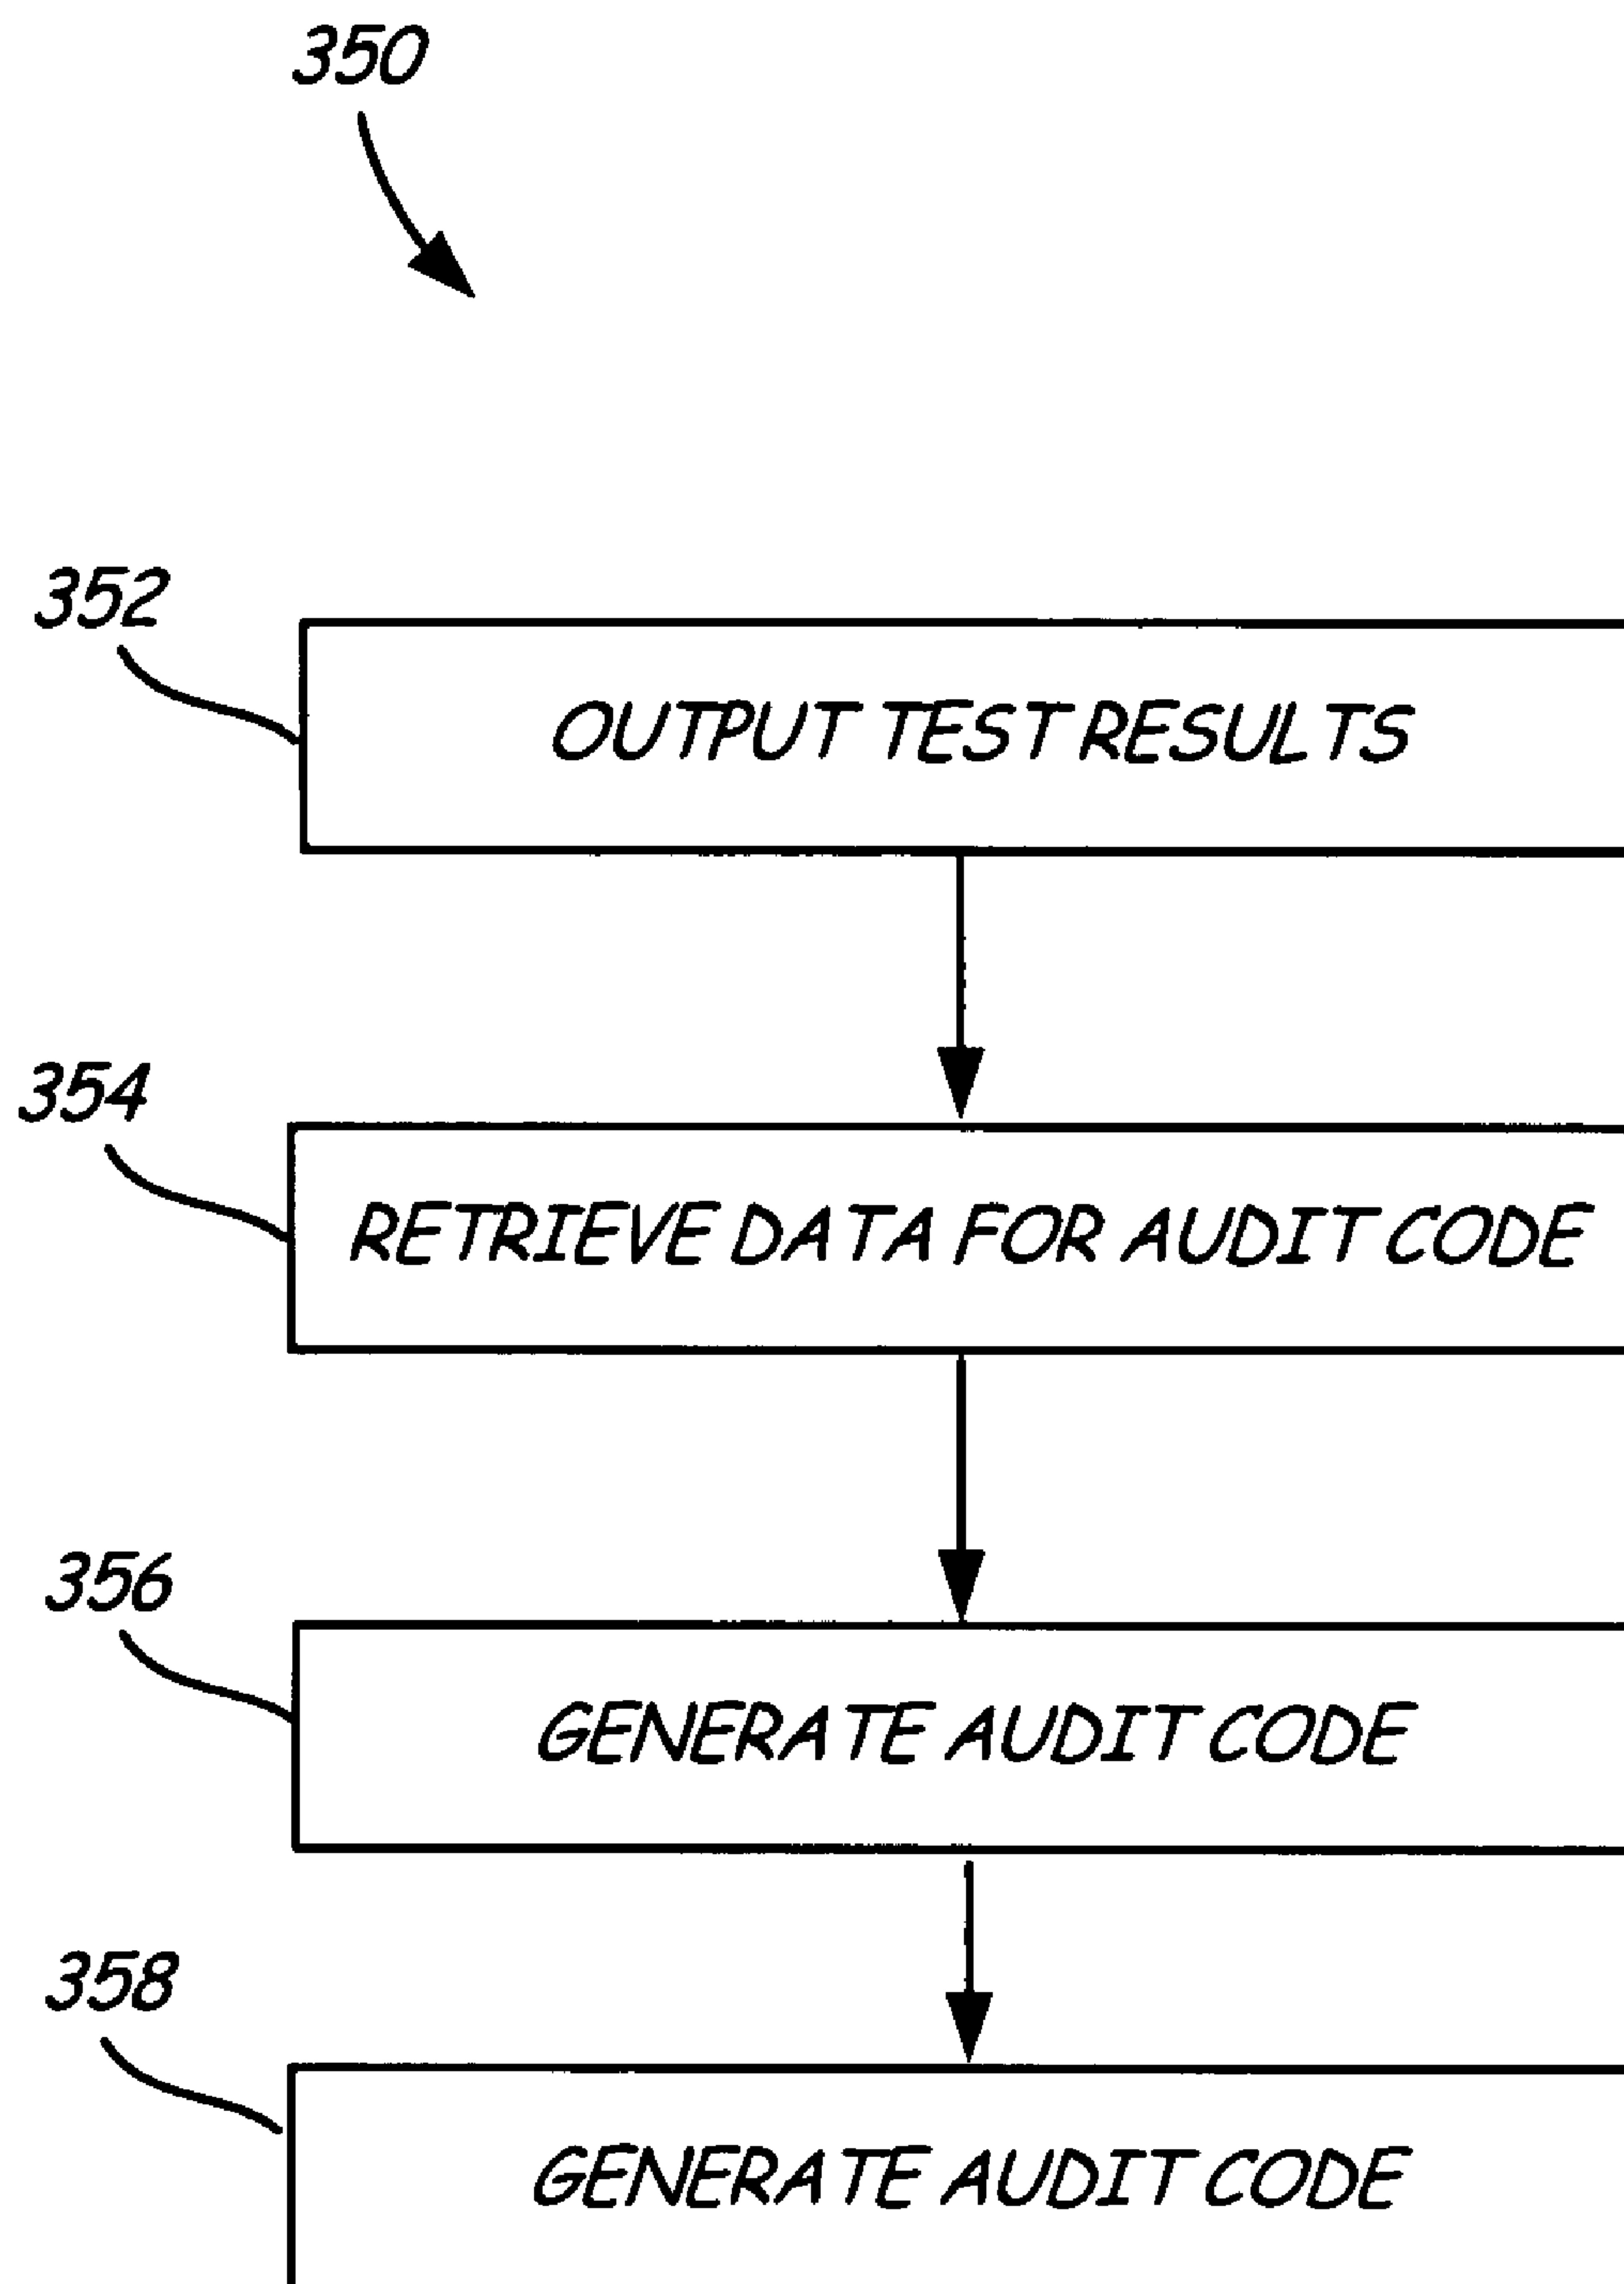 350
352
OUTPUT TEST RESULTS
354
RETRIEVE DATA FOR AUDIT CODE
356
GENERATE AUDIT CODE
358
GENERATE AUDIT CODE